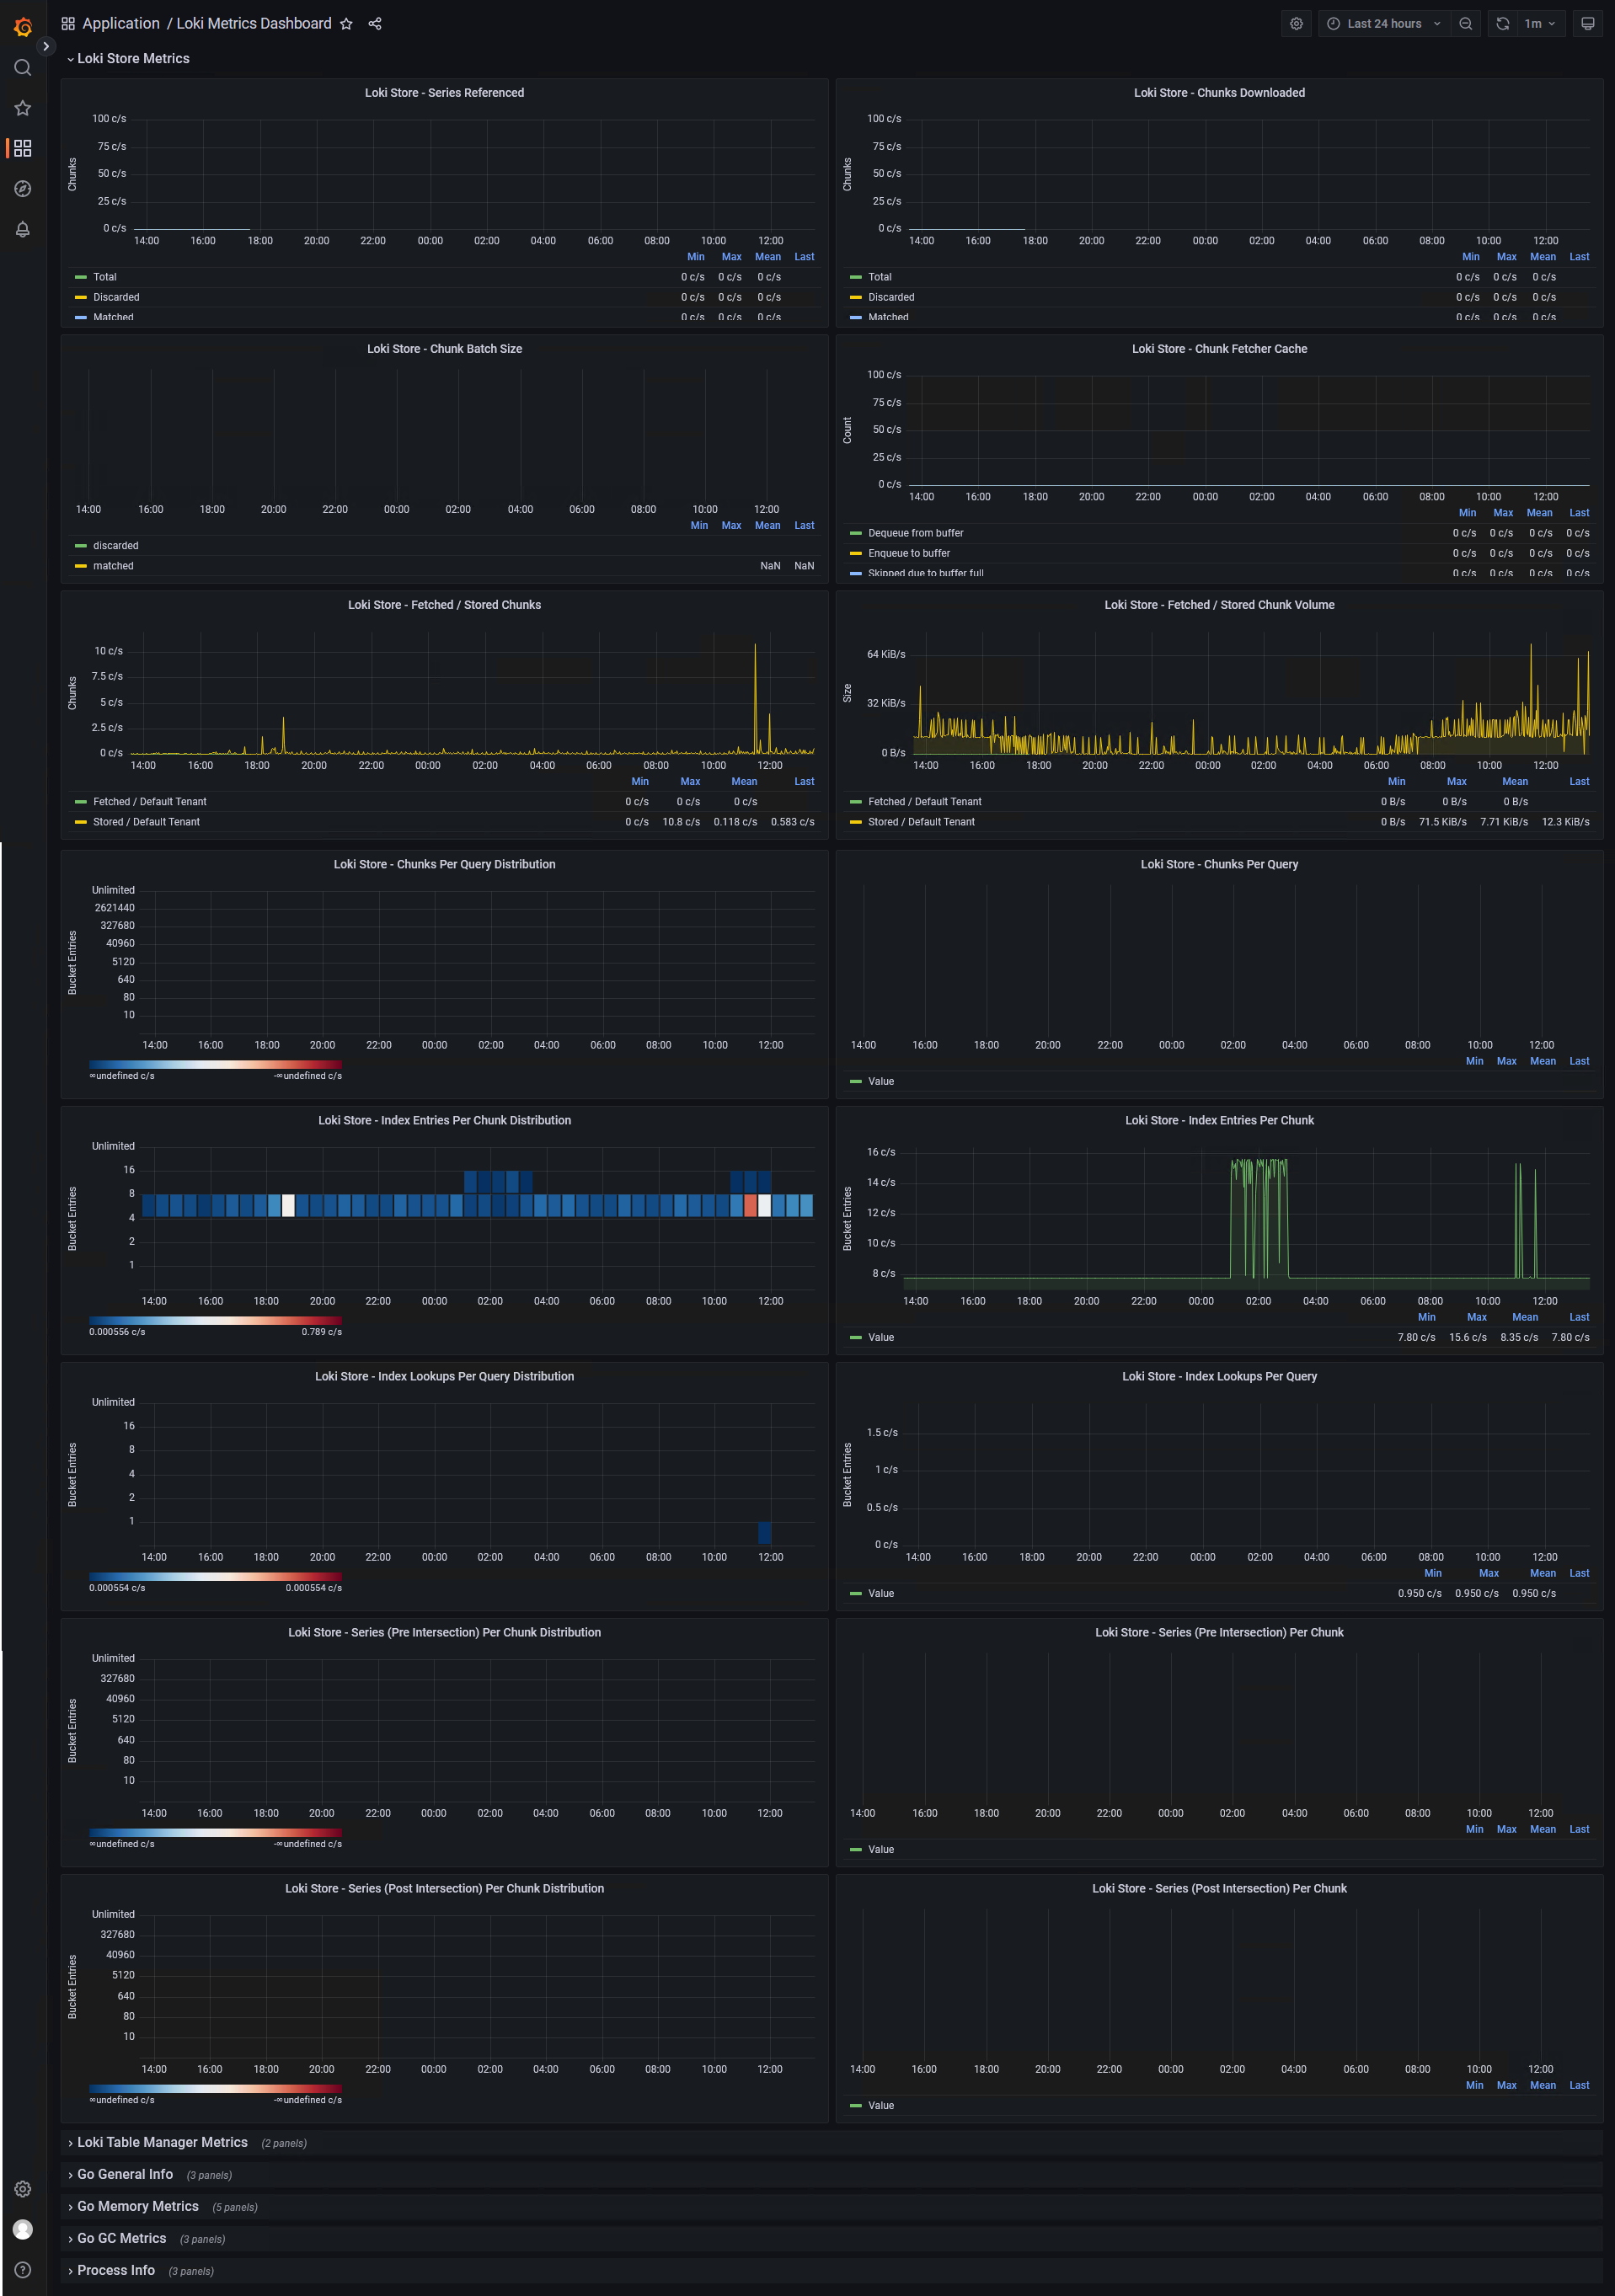 Application / Loki Metrics Dashboard
Last 24 hours
1m
Loki Store Metrics
Loki Store - Series Referenced
Chunks
100 c/s
75 c/s
50 c/s
25 c/s
0 c/s
14:00 16:00 18:00 20:00 22:00 00:00 02:00 04:00 06:00 08:00 10:00 12:00
Min Max Mean Last
Total 0 c/s 0 c/s 0 c/s
Discarded 0 c/s 0 c/s 0 c/s
Matched 0 c/s 0 c/s 0 c/s
Loki Store - Chunks Downloaded
Chunks
100 c/s
75 c/s
50 c/s
25 c/s
0 c/s
14:00 16:00 18:00 20:00 22:00 00:00 02:00 04:00 06:00 08:00 10:00 12:00
Min Max Mean Last
Total 0 c/s 0 c/s 0 c/s
Discarded 0 c/s 0 c/s 0 c/s
Matched 0 c/s 0 c/s 0 c/s
Loki Store - Chunk Batch Size
14:00 16:00 18:00 20:00 22:00 00:00 02:00 04:00 06:00 08:00 10:00 12:00
Min Max Mean Last
discarded
matched NaN NaN
Loki Store - Chunk Fetcher Cache
Count
100 c/s
75 c/s
50 c/s
25 c/s
0 c/s
14:00 16:00 18:00 20:00 22:00 00:00 02:00 04:00 06:00 08:00 10:00 12:00
Min Max Mean Last
Dequeue from buffer 0 c/s 0 c/s 0 c/s 0 c/s
Enqueue to buffer 0 c/s 0 c/s 0 c/s 0 c/s
Skipped due to buffer full 0 c/s 0 c/s 0 c/s 0 c/s
Loki Store - Fetched / Stored Chunks
Chunks
10 c/s
7.5 c/s
5 c/s
2.5 c/s
0 c/s
14:00 16:00 18:00 20:00 22:00 00:00 02:00 04:00 06:00 08:00 10:00 12:00
Min Max Mean Last
Fetched / Default Tenant 0 c/s 0 c/s 0 c/s
Stored / Default Tenant 0 c/s 10.8 c/s 0.118 c/s 0.583 c/s
Loki Store - Fetched / Stored Chunk Volume
Size
64 KiB/s
32 KiB/s
0 B/s
14:00 16:00 18:00 20:00 22:00 00:00 02:00 04:00 06:00 08:00 10:00 12:00
Min Max Mean Last
Fetched / Default Tenant 0 B/s 0 B/s 0 B/s
Stored / Default Tenant 0 B/s 71.5 KiB/s 7.71 KiB/s 12.3 KiB/s
Loki Store - Chunks Per Query Distribution
Bucket Entries
Unlimited
2621440
327680
40960
5120
640
80
10
14:00 16:00 18:00 20:00 22:00 00:00 02:00 04:00 06:00 08:00 10:00 12:00
∞undefined c/s -∞undefined c/s
Loki Store - Chunks Per Query
14:00 16:00 18:00 20:00 22:00 00:00 02:00 04:00 06:00 08:00 10:00 12:00
Min Max Mean Last
Value
Loki Store - Index Entries Per Chunk Distribution
Bucket Entries
Unlimited
16
8
4
2
1
14:00 16:00 18:00 20:00 22:00 00:00 02:00 04:00 06:00 08:00 10:00 12:00
0.000556 c/s 0.789 c/s
Loki Store - Index Entries Per Chunk
Bucket Entries
16 c/s
14 c/s
12 c/s
10 c/s
8 c/s
14:00 16:00 18:00 20:00 22:00 00:00 02:00 04:00 06:00 08:00 10:00 12:00
Min Max Mean Last
Value 7.80 c/s 15.6 c/s 8.35 c/s 7.80 c/s
Loki Store - Index Lookups Per Query Distribution
Bucket Entries
Unlimited
16
8
4
2
1
14:00 16:00 18:00 20:00 22:00 00:00 02:00 04:00 06:00 08:00 10:00 12:00
0.000554 c/s 0.000554 c/s
Loki Store - Index Lookups Per Query
Bucket Entries
1.5 c/s
1 c/s
0.5 c/s
0 c/s
14:00 16:00 18:00 20:00 22:00 00:00 02:00 04:00 06:00 08:00 10:00 12:00
Min Max Mean Last
Value 0.950 c/s 0.950 c/s 0.950 c/s
Loki Store - Series (Pre Intersection) Per Chunk Distribution
Bucket Entries
Unlimited
327680
40960
5120
640
80
10
14:00 16:00 18:00 20:00 22:00 00:00 02:00 04:00 06:00 08:00 10:00 12:00
∞undefined c/s -∞undefined c/s
Loki Store - Series (Pre Intersection) Per Chunk
14:00 16:00 18:00 20:00 22:00 00:00 02:00 04:00 06:00 08:00 10:00 12:00
Min Max Mean Last
Value
Loki Store - Series (Post Intersection) Per Chunk Distribution
Bucket Entries
Unlimited
327680
40960
5120
640
80
10
14:00 16:00 18:00 20:00 22:00 00:00 02:00 04:00 06:00 08:00 10:00 12:00
∞undefined c/s -∞undefined c/s
Loki Store - Series (Post Intersection) Per Chunk
14:00 16:00 18:00 20:00 22:00 00:00 02:00 04:00 06:00 08:00 10:00 12:00
Min Max Mean Last
Value
Loki Table Manager Metrics (2 panels)
Go General Info (3 panels)
Go Memory Metrics (5 panels)
Go GC Metrics (3 panels)
Process Info (3 panels)